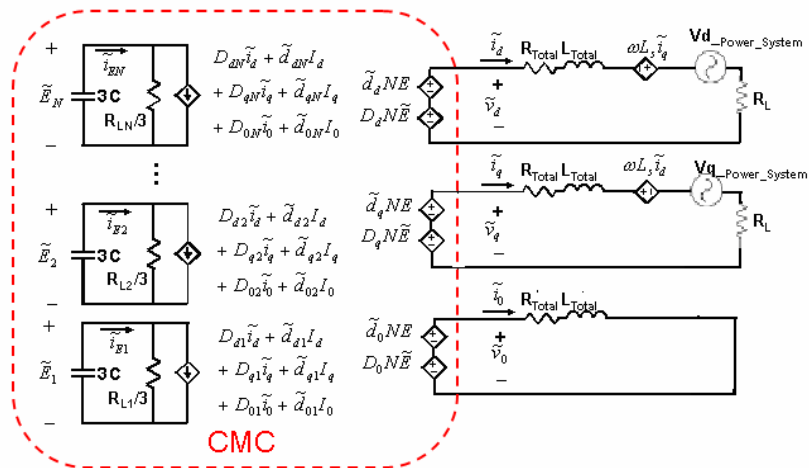 +
ĩ_EN
Ẽ_N
3C
R_LN/3
−
D_dN ĩ_d + d̃_dN I_d
+ D_qN ĩ_q + d̃_qN I_q
+ D_0N ĩ_0 + d̃_0N I_0
d̃_d NE
D_d NẼ
ĩ_d
R_Total L_Total
ωL_s ĩ_q
Vd_Power_System
+
ṽ_d
−
R_L
⋮
+
ĩ_E2
Ẽ_2
3C
R_L2/3
−
D_d2 ĩ_d + d̃_d2 I_d
+ D_q2 ĩ_q + d̃_q2 I_q
+ D_02 ĩ_0 + d̃_02 I_0
d̃_q NE
D_q NẼ
ĩ_q
R_Total L_Total
ωL_s ĩ_d
Vq_Power_System
+
ṽ_q
−
R_L
+
ĩ_E1
Ẽ_1
3C
R_L1/3
−
D_d1 ĩ_d + d̃_d1 I_d
+ D_q1 ĩ_q + d̃_q1 I_q
+ D_01 ĩ_0 + d̃_01 I_0
d̃_0 NE
D_0 NẼ
ĩ_0
R_Total L_Total
+
ṽ_0
−
CMC